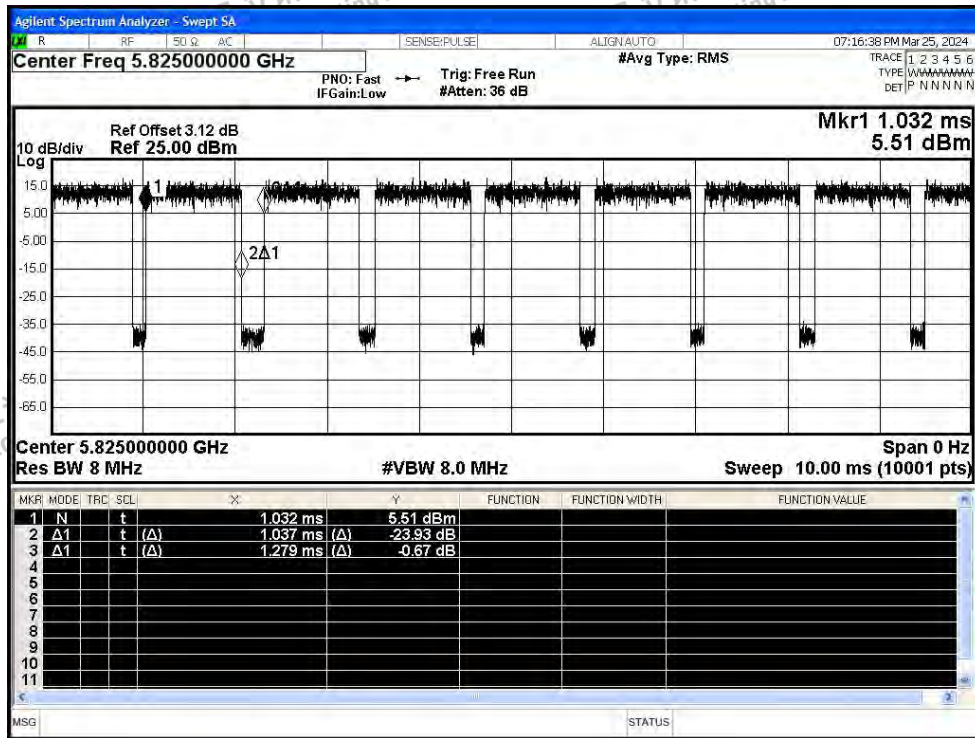 Agilent Spectrum Analyzer - Swept SA
LXI R RF 50 Ω AC SENSE:PULSE ALIGN AUTO 07:16:38 PM Mar 25, 2024
Center Freq 5.825000000 GHz
PNO: Fast
IFGain:Low
Trig: Free Run
#Atten: 36 dB
#Avg Type: RMS
TRACE 1 2 3 4 5 6
TYPE WWWWWW
DET P N N N N N
Mkr1 1.032 ms
5.51 dBm
Ref Offset 3.12 dB
10 dB/div Ref 25.00 dBm
Log
15.0
5.00
-5.00
-15.0
-25.0
-35.0
-45.0
-55.0
-65.0
1
2Δ1
Center 5.825000000 GHz Span 0 Hz
Res BW 8 MHz #VBW 8.0 MHz Sweep 10.00 ms (10001 pts)
MKR MODE TRC SCL X Y FUNCTION FUNCTION WIDTH FUNCTION VALUE
1 N t 1.032 ms 5.51 dBm
2 Δ1 t (Δ) 1.037 ms (Δ) -23.93 dB
3 Δ1 t (Δ) 1.279 ms (Δ) -0.67 dB
4
5
6
7
8
9
10
11
MSG STATUS